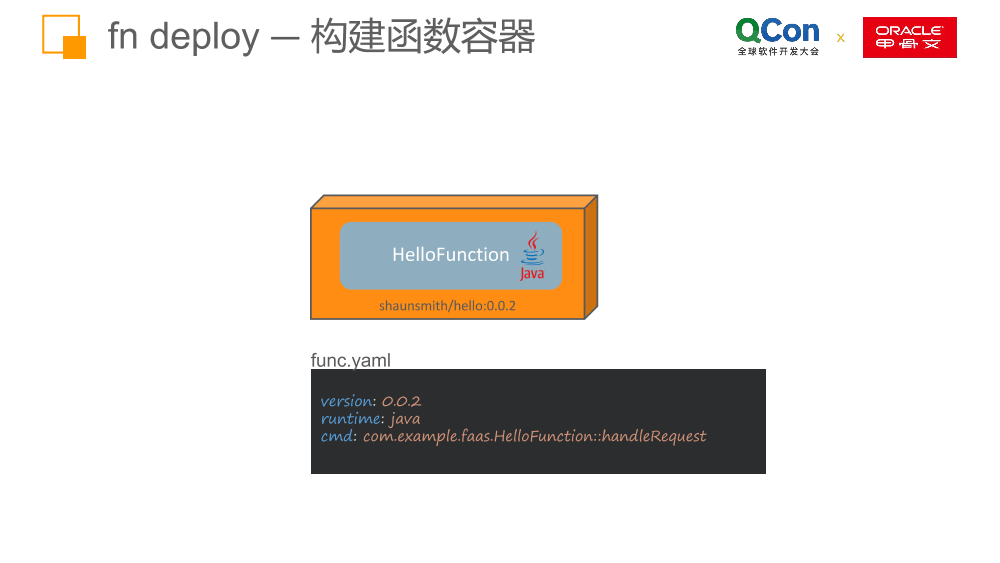 fn deploy — 构建函数容器
QCon
全球软件开发大会
x
ORACLE
甲骨文
HelloFunction
Java
shaunsmith/hello:0.0.2
func.yaml
version: 0.0.2
runtime: java
cmd: com.example.faas.HelloFunction::handleRequest